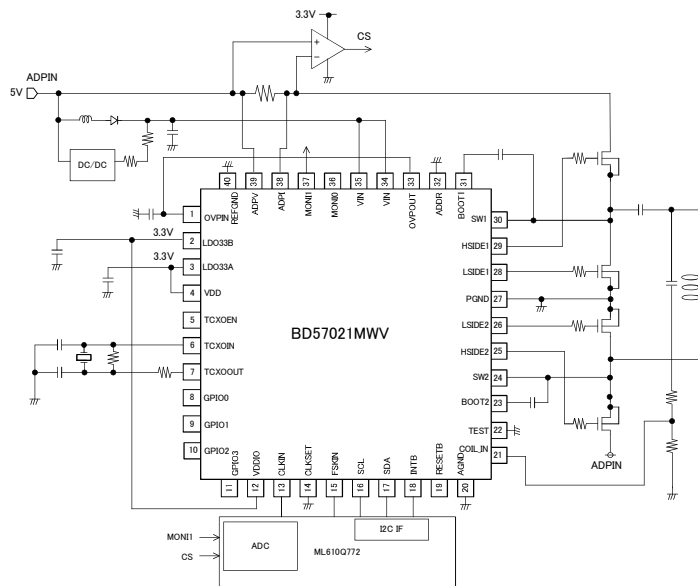 3.3V
CS
ADPIN
5V
DC/DC
40 39 38 37 36 35 34 33 32 31
REFGND ADPV ADPI MONI1 MONI0 VIN VIN OVPOUT ADDR BOOT1
1 OVPIN
3.3V
2 LDO33B
3.3V
3 LDO33A
4 VDD
5 TCXOEN
6 TCXOIN
7 TCXOOUT
8 GPIO0
9 GPIO1
10 GPIO2
BD57021MWV
SW1 30
HSIDE1 29
LSIDE1 28
PGND 27
LSIDE2 26
HSIDE2 25
SW2 24
BOOT2 23
TEST 22
COIL_IN 21
ADPIN
GPIO3 VDDIO CLKIN CLKSET FSKIN SCL SDA INTB RESETB AGND
11 12 13 14 15 16 17 18 19 20
MONI1
CS
ADC
I2C IF
ML610Q772